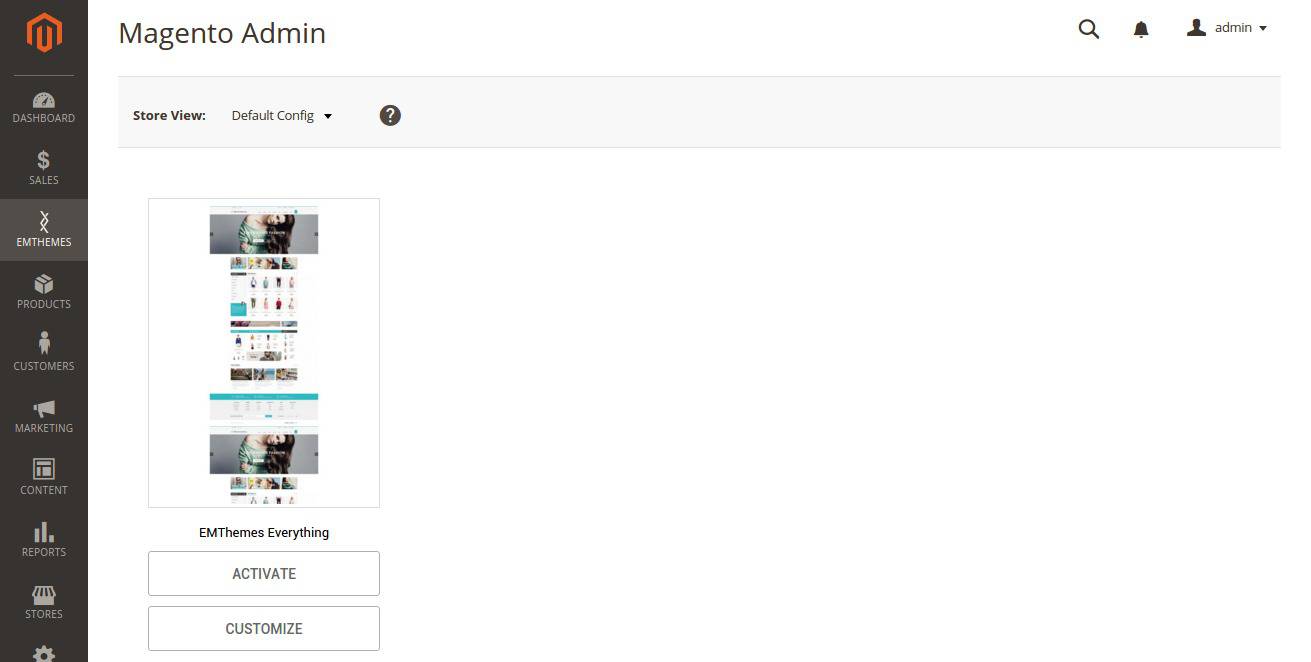 Magento Admin
admin
DASHBOARD
SALES
EMTHEMES
PRODUCTS
CUSTOMERS
MARKETING
CONTENT
REPORTS
STORES
Store View: Default Config ?
EMThemes Everything
ACTIVATE
CUSTOMIZE